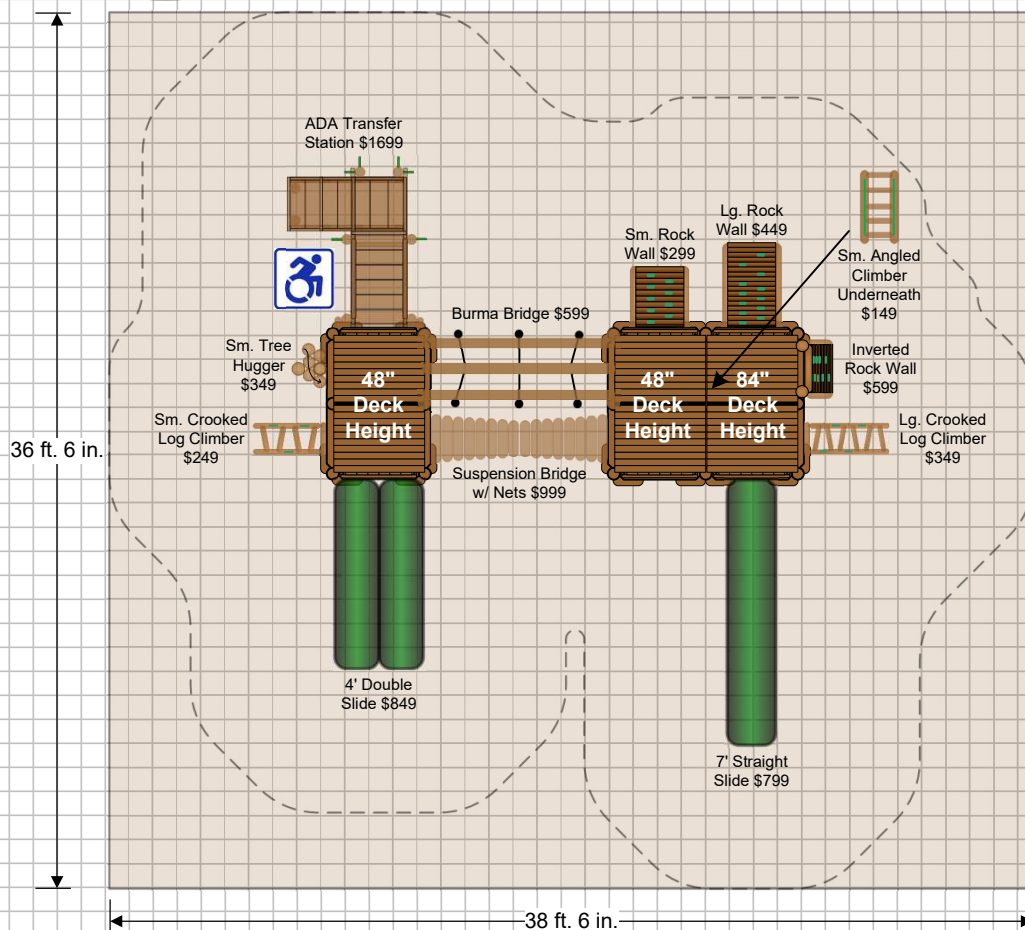 ADA Transfer
Station $1699
Lg. Rock
Wall $449
Sm. Rock
Wall $299
Sm. Angled
Climber
Underneath
$149
Burma Bridge $599
Sm. Tree
Hugger
$349
Inverted
Rock Wall
$599
48"
Deck
Height
48"
Deck
Height
84"
Deck
Height
Sm. Crooked
Log Climber
$249
Lg. Crooked
Log Climber
$349
36 ft. 6 in.
Suspension Bridge
w/ Nets $999
4' Double
Slide $849
7' Straight
Slide $799
38 ft. 6 in.